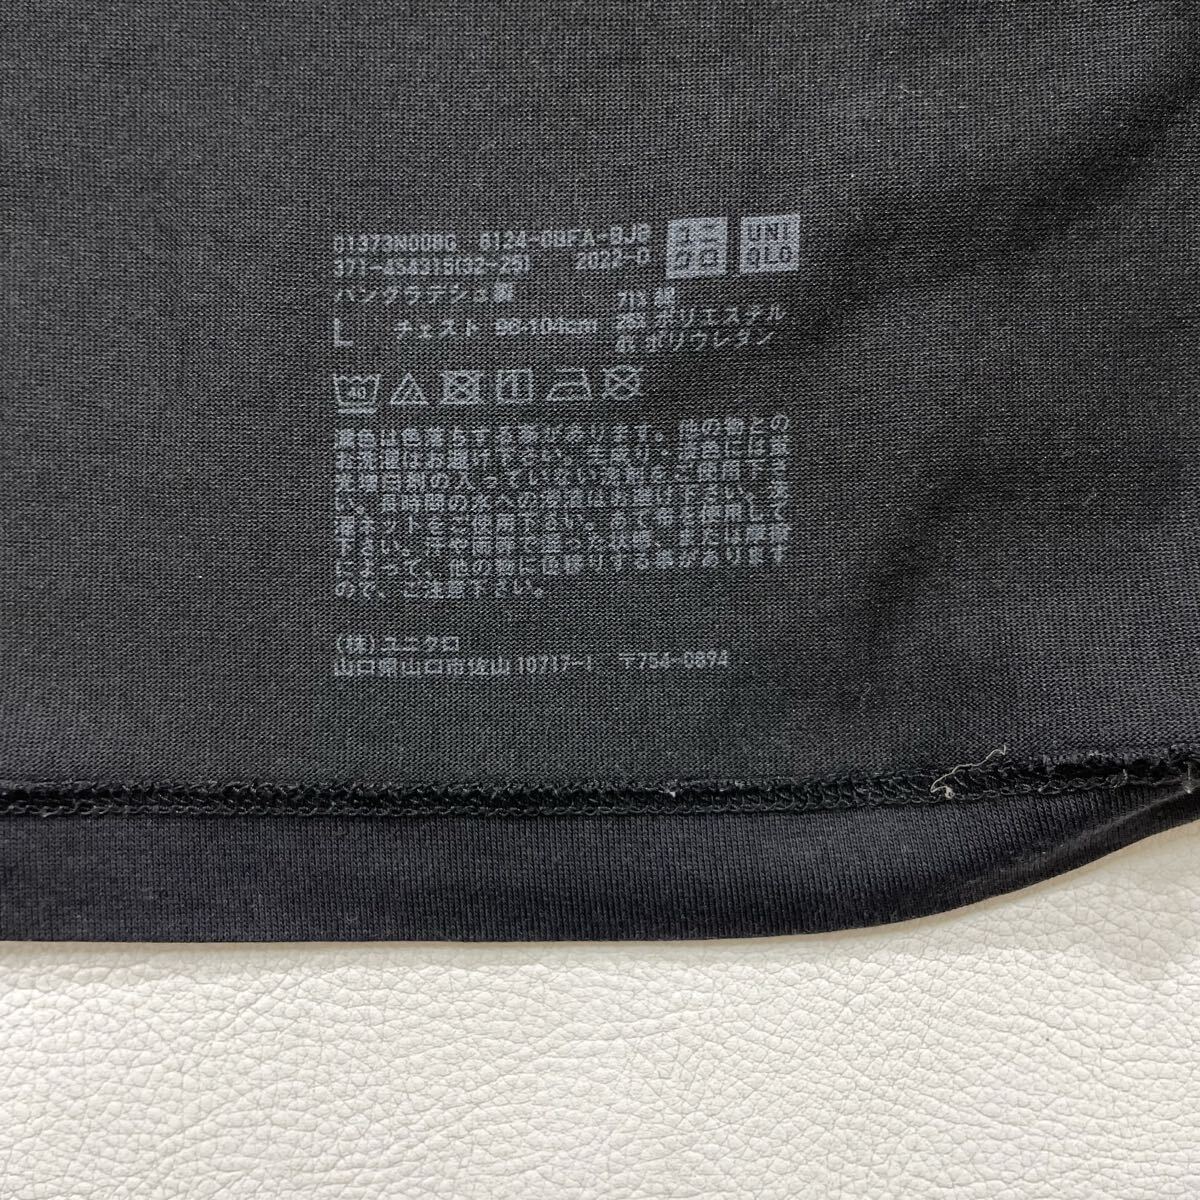 ユニクロ
UNIQLO
371-454315(32-25) 2022-0
バングラデシュ製
71% 綿
25% ポリエステル
4% ポリウレタン
L チェスト 96-104cm
40
濃色は色落ちする事があります。他の物との
お洗濯はお避け下さい。生成り・淡色には蛍
光増白剤の入っていない洗剤をご使用下さ
い。長時間の水への浸漬はお避け下さい。洗
濯ネットをご使用下さい。あて布を使用して
下さい。汗や雨等で湿った状態、または摩擦
によって、他の物に色移りする事があります
ので、ご注意下さい。
(株)ユニクロ
山口県山口市佐山10717-1 〒754-0894